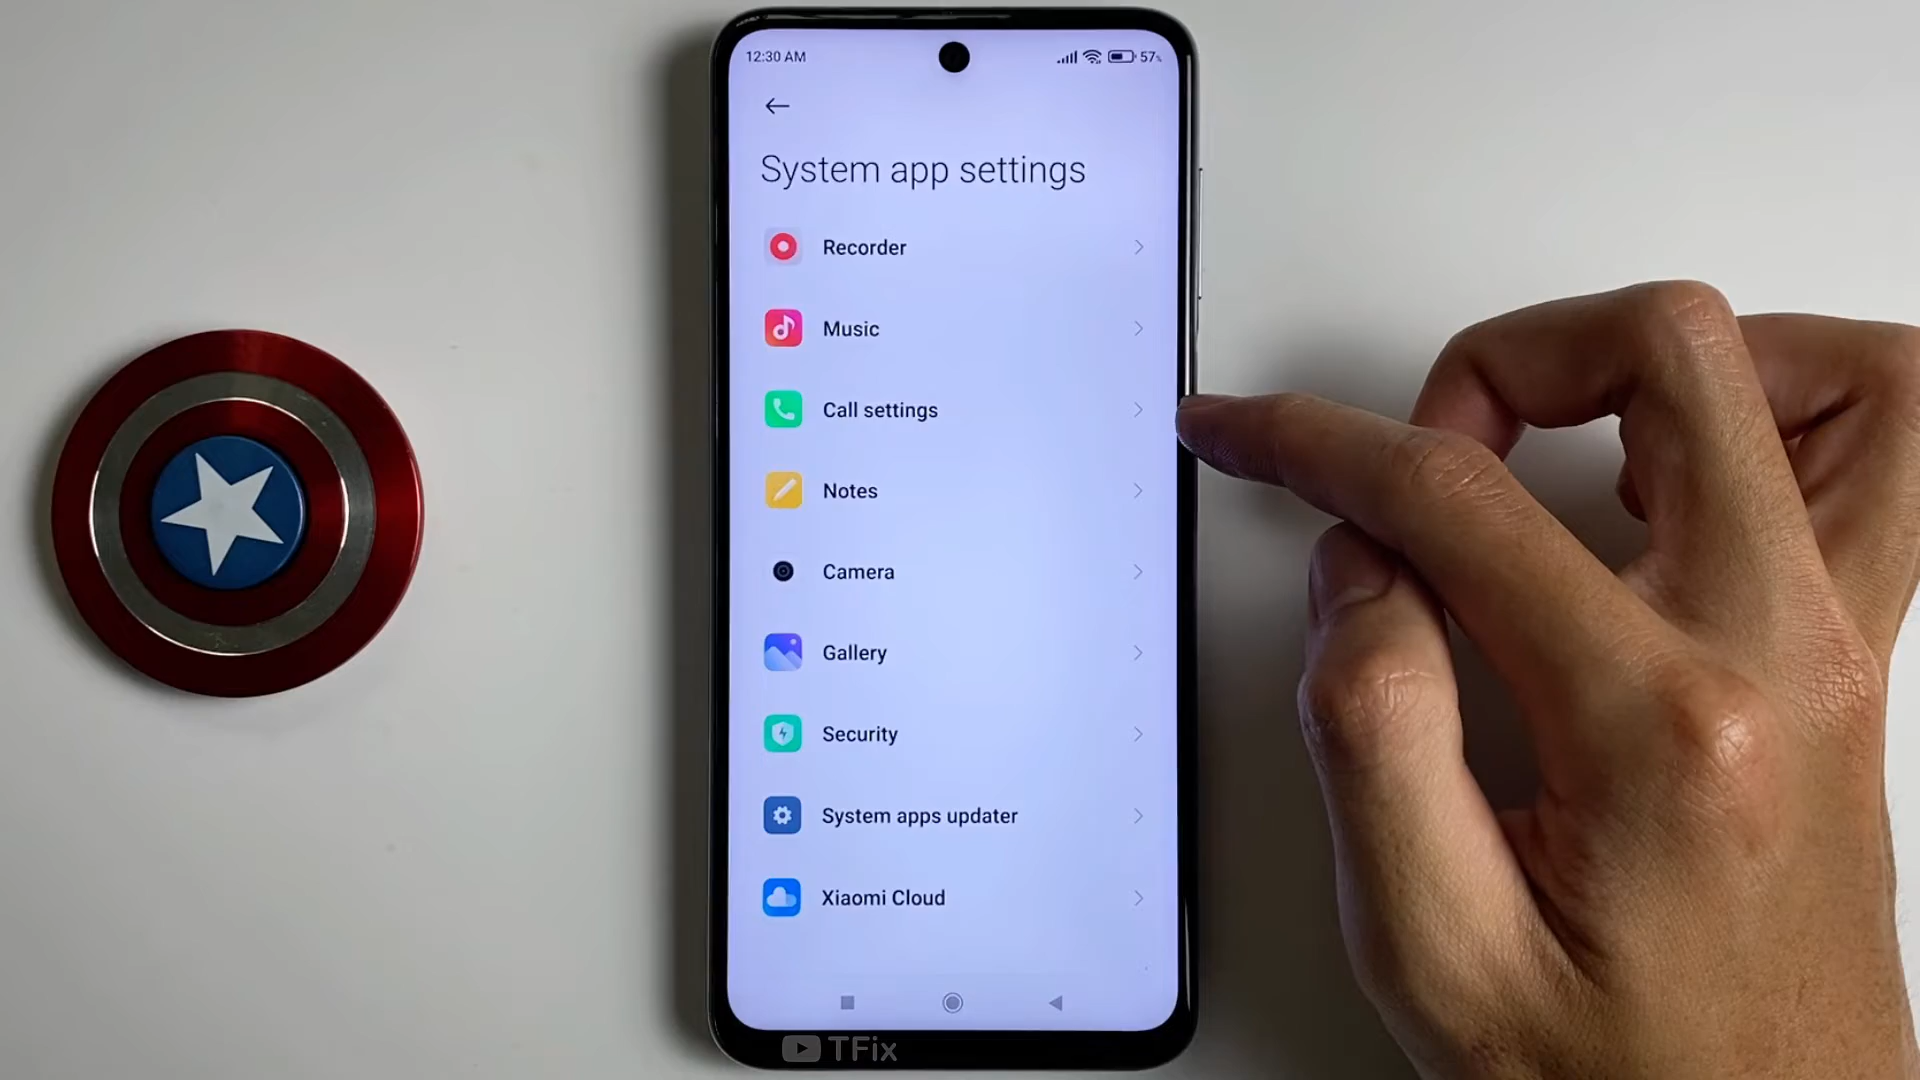 12:30 AM
57%
System app settings
Recorder
Music
Call settings
Notes
Camera
Gallery
Security
System apps updater
Xiaomi Cloud
TFix